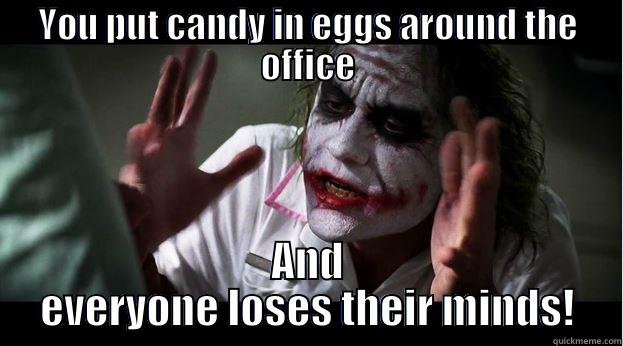 You put candy in eggs around the
office
And
everyone loses their minds!
quickmeme.com